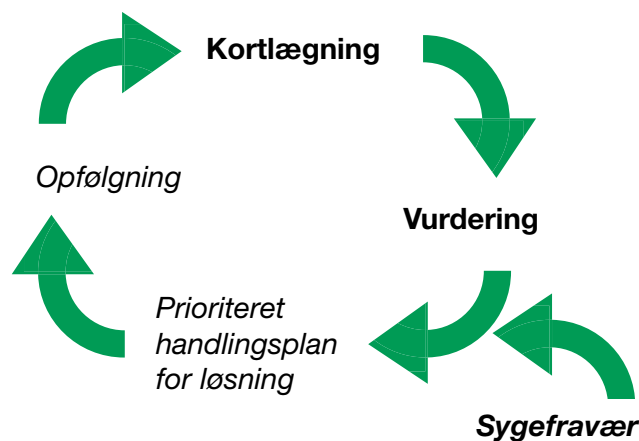 Kortlægning
Opfølgning
Vurdering
Prioriteret
handlingsplan
for løsning
Sygefravær